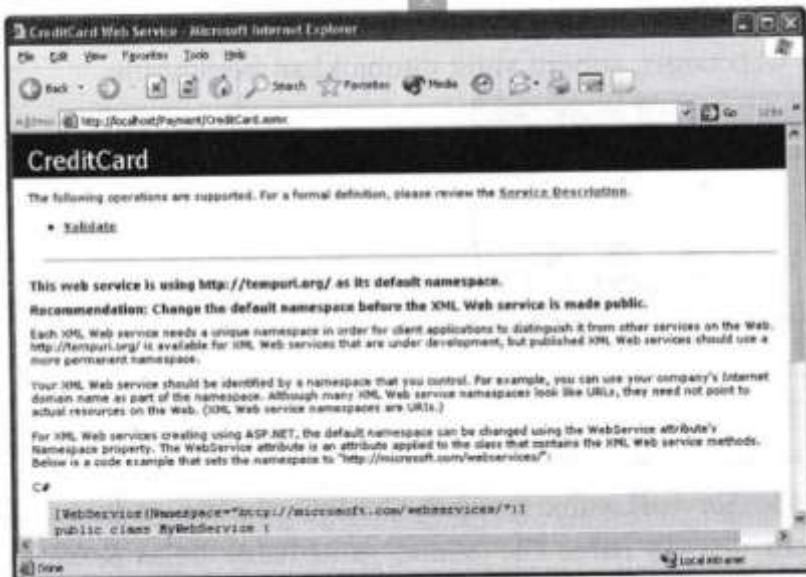 CreditCard Web Service - Microsoft Internet Explorer
File Edit View Favorites Tools Help
Back Search Favorites Media
Address http://localhost/Payment/CreditCard.asmx Go Links
CreditCard
The following operations are supported. For a formal definition, please review the Service Description.
• Validate
This web service is using http://tempuri.org/ as its default namespace.
Recommendation: Change the default namespace before the XML Web service is made public.
Each XML Web service needs a unique namespace in order for client applications to distinguish it from other services on the Web.
http://tempuri.org/ is available for XML Web services that are under development, but published XML Web services should use a
more permanent namespace.
Your XML Web service should be identified by a namespace that you control. For example, you can use your company's Internet
domain name as part of the namespace. Although many XML Web service namespaces look like URLs, they need not point to
actual resources on the Web. (XML Web service namespaces are URIs.)
For XML Web services creating using ASP.NET, the default namespace can be changed using the WebService attribute's
Namespace property. The WebService attribute is an attribute applied to the class that contains the XML Web service methods.
Below is a code example that sets the namespace to "http://microsoft.com/webservices/":
C#
[WebService(Namespace="http://microsoft.com/webservices/")]
public class MyWebService {
Done Local intranet